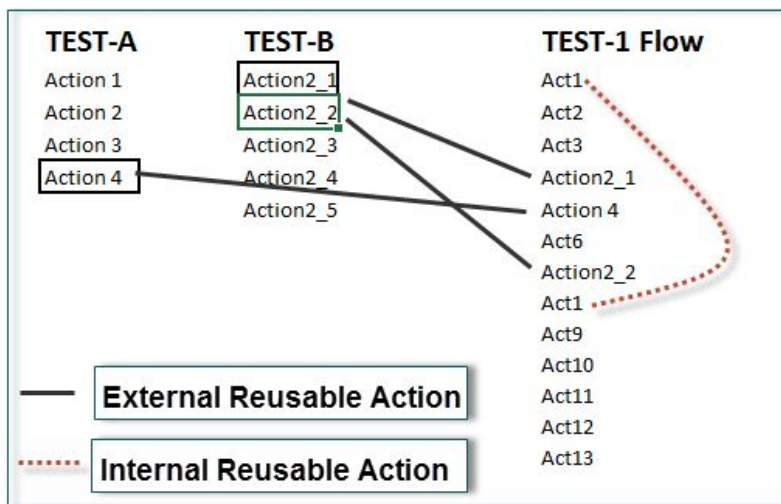 TEST-A
Action 1
Action 2
Action 3
Action 4
TEST-B
Action2_1
Action2_2
Action2_3
Action2_4
Action2_5
TEST-1 Flow
Act1
Act2
Act3
Action2_1
Action 4
Act6
Action2_2
Act1
Act9
Act10
Act11
Act12
Act13
External Reusable Action
Internal Reusable Action